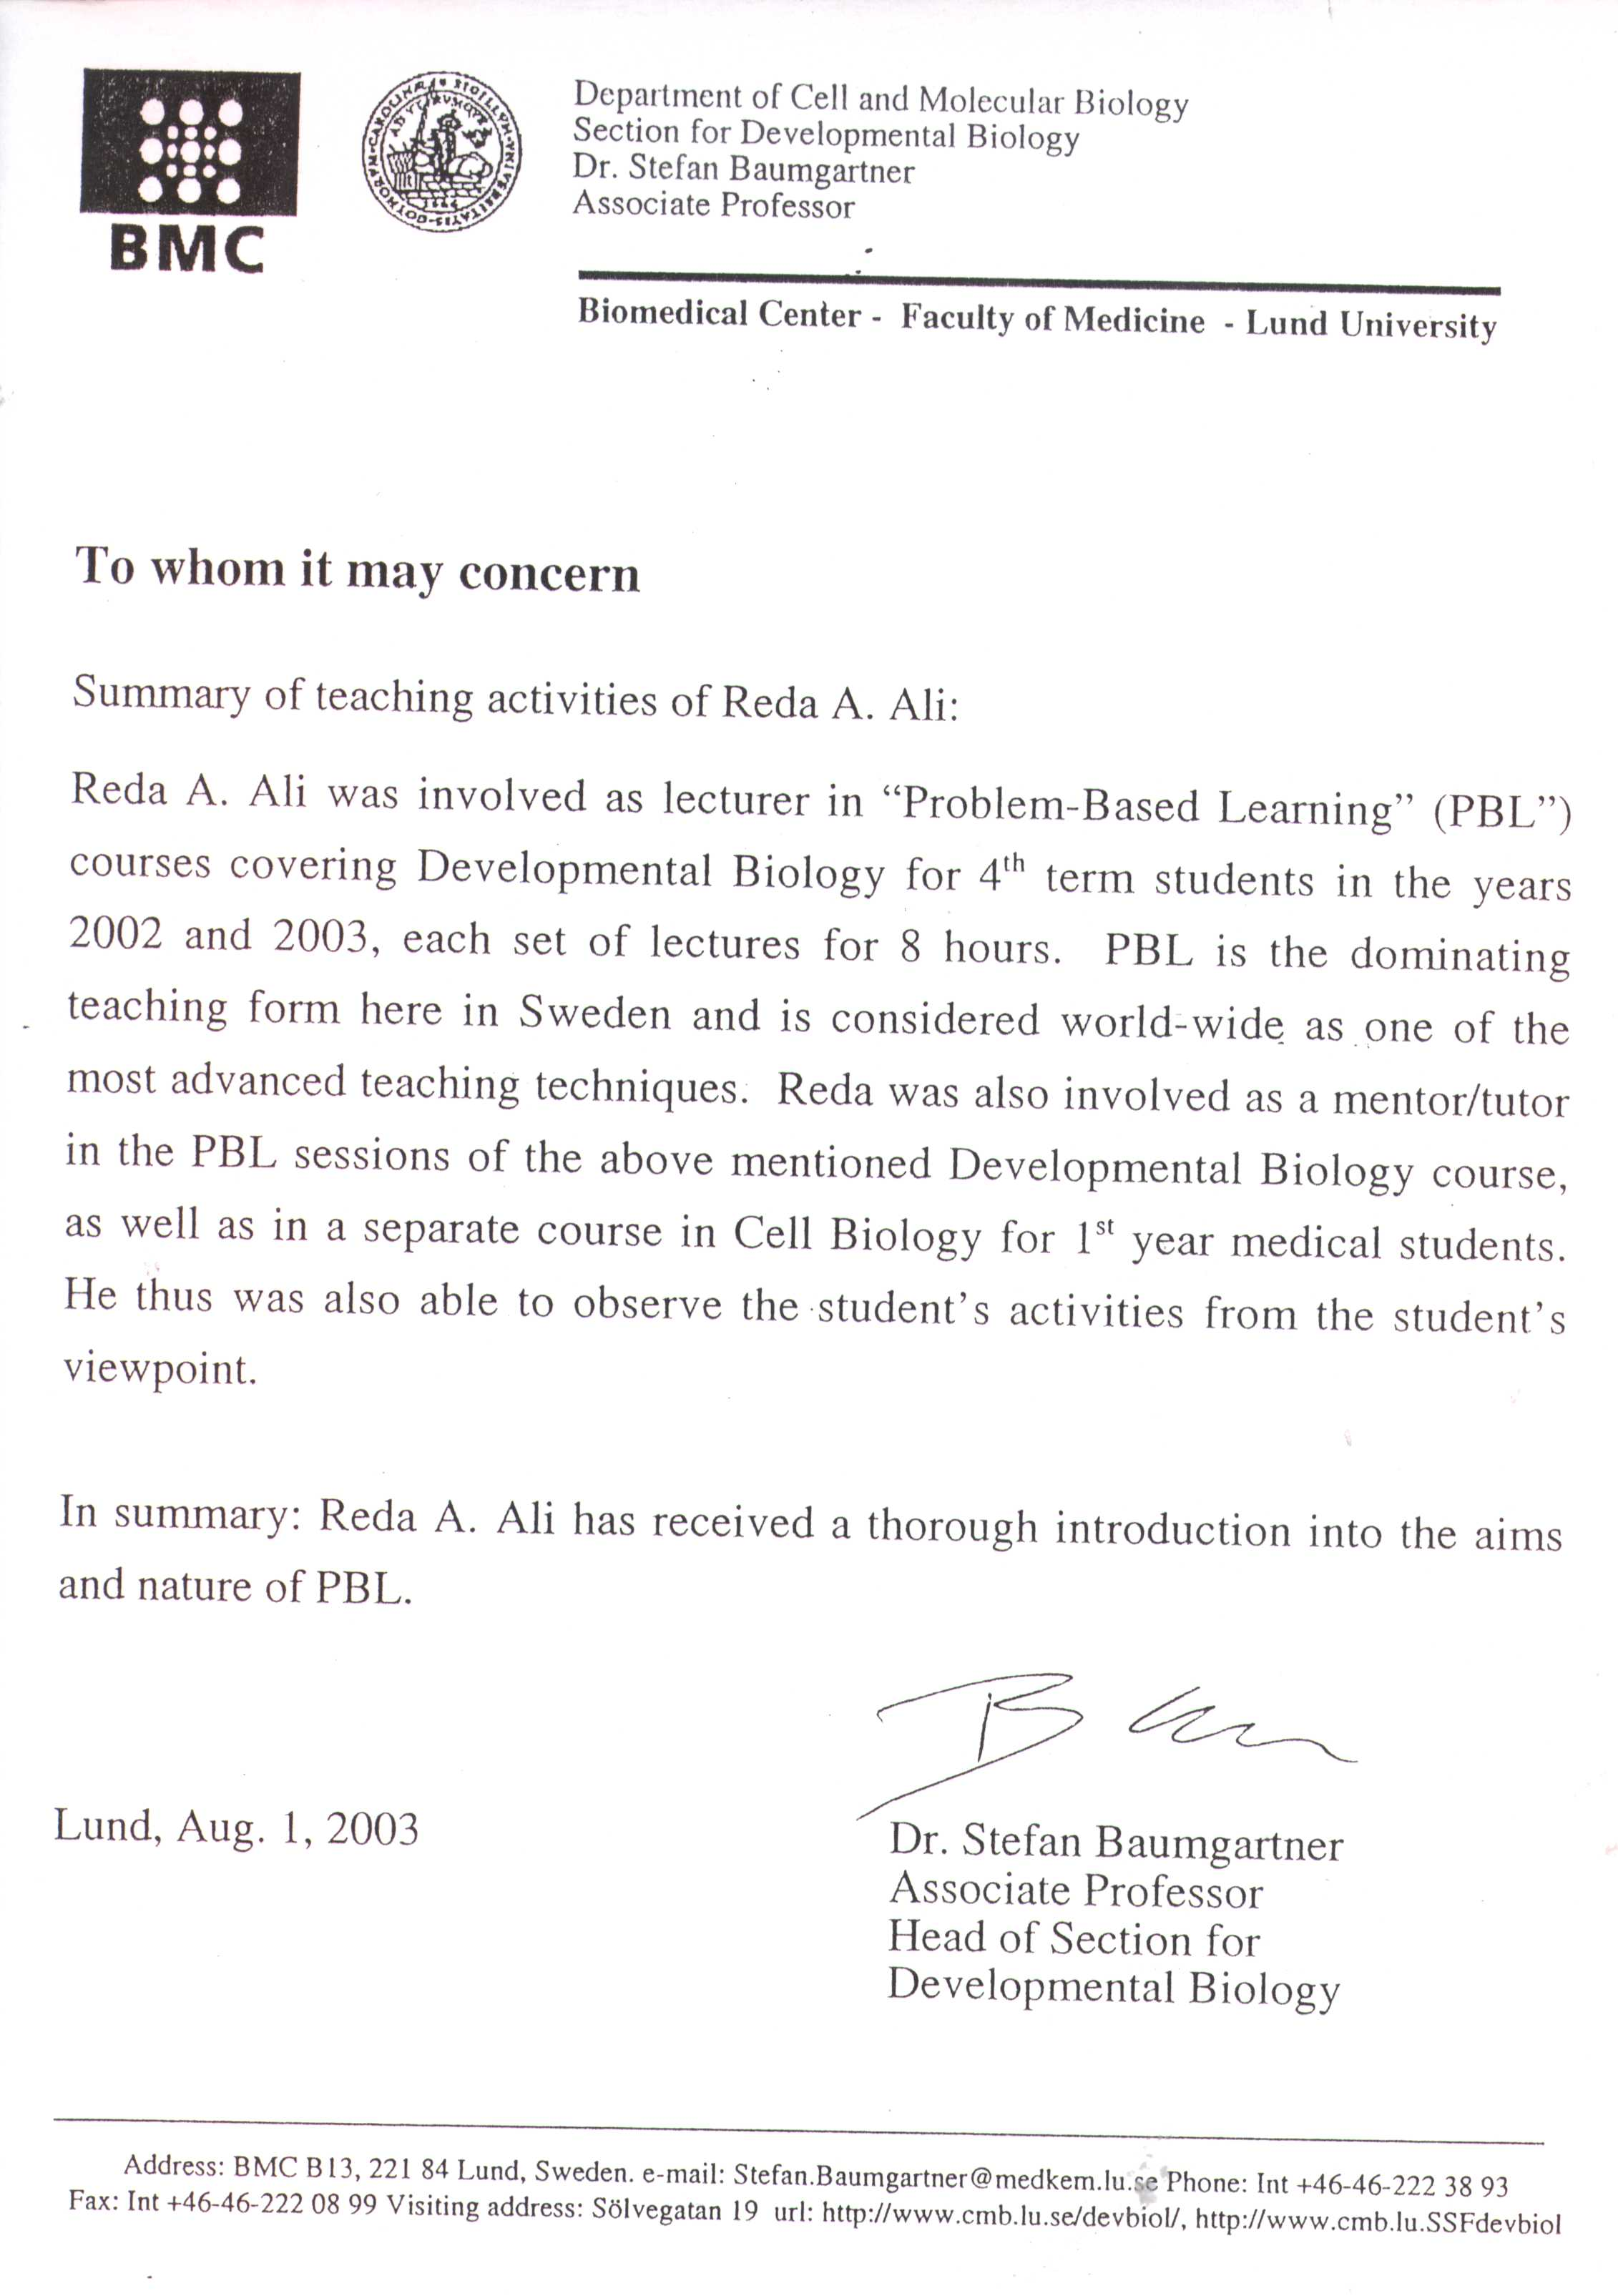 BMC
Department of Cell and Molecular Biology
Section for Developmental Biology
Dr. Stefan Baumgartner
Associate Professor
Biomedical Center - Faculty of Medicine - Lund University
To whom it may concern
Summary of teaching activities of Reda A. Ali:
Reda A. Ali was involved as lecturer in “Problem-Based Learning” (PBL”)
courses covering Developmental Biology for 4th term students in the years
2002 and 2003, each set of lectures for 8 hours. PBL is the dominating
teaching form here in Sweden and is considered world-wide as one of the
most advanced teaching techniques. Reda was also involved as a mentor/tutor
in the PBL sessions of the above mentioned Developmental Biology course,
as well as in a separate course in Cell Biology for 1st year medical students.
He thus was also able to observe the student’s activities from the student’s
viewpoint.
In summary: Reda A. Ali has received a thorough introduction into the aims
and nature of PBL.
Lund, Aug. 1, 2003
Dr. Stefan Baumgartner
Associate Professor
Head of Section for
Developmental Biology
Address: BMC B13, 221 84 Lund, Sweden. e-mail: Stefan.Baumgartner@medkem.lu.se Phone: Int +46-46-222 38 93
Fax: Int +46-46-222 08 99 Visiting address: Sölvegatan 19 url: http://www.cmb.lu.se/devbiol/, http://www.cmb.lu.SSFdevbiol